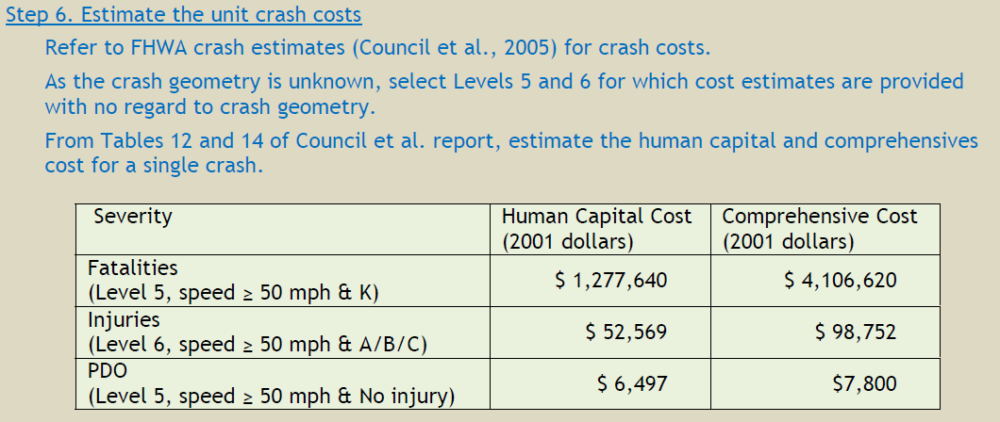 Step 6. Estimate the unit crash costs
Refer to FHWA crash estimates (Council et al., 2005) for crash costs.
As the crash geometry is unknown, select Levels 5 and 6 for which cost estimates are provided
with no regard to crash geometry.
From Tables 12 and 14 of Council et al. report, estimate the human capital and comprehensives
cost for a single crash.
Severity
Human Capital Cost
(2001 dollars)
Comprehensive Cost
(2001 dollars)
Fatalities
(Level 5, speed ≥ 50 mph & K)
$ 1,277,640
$ 4,106,620
Injuries
(Level 6, speed ≥ 50 mph & A/B/C)
$ 52,569
$ 98,752
PDO
(Level 5, speed ≥ 50 mph & No injury)
$ 6,497
$7,800